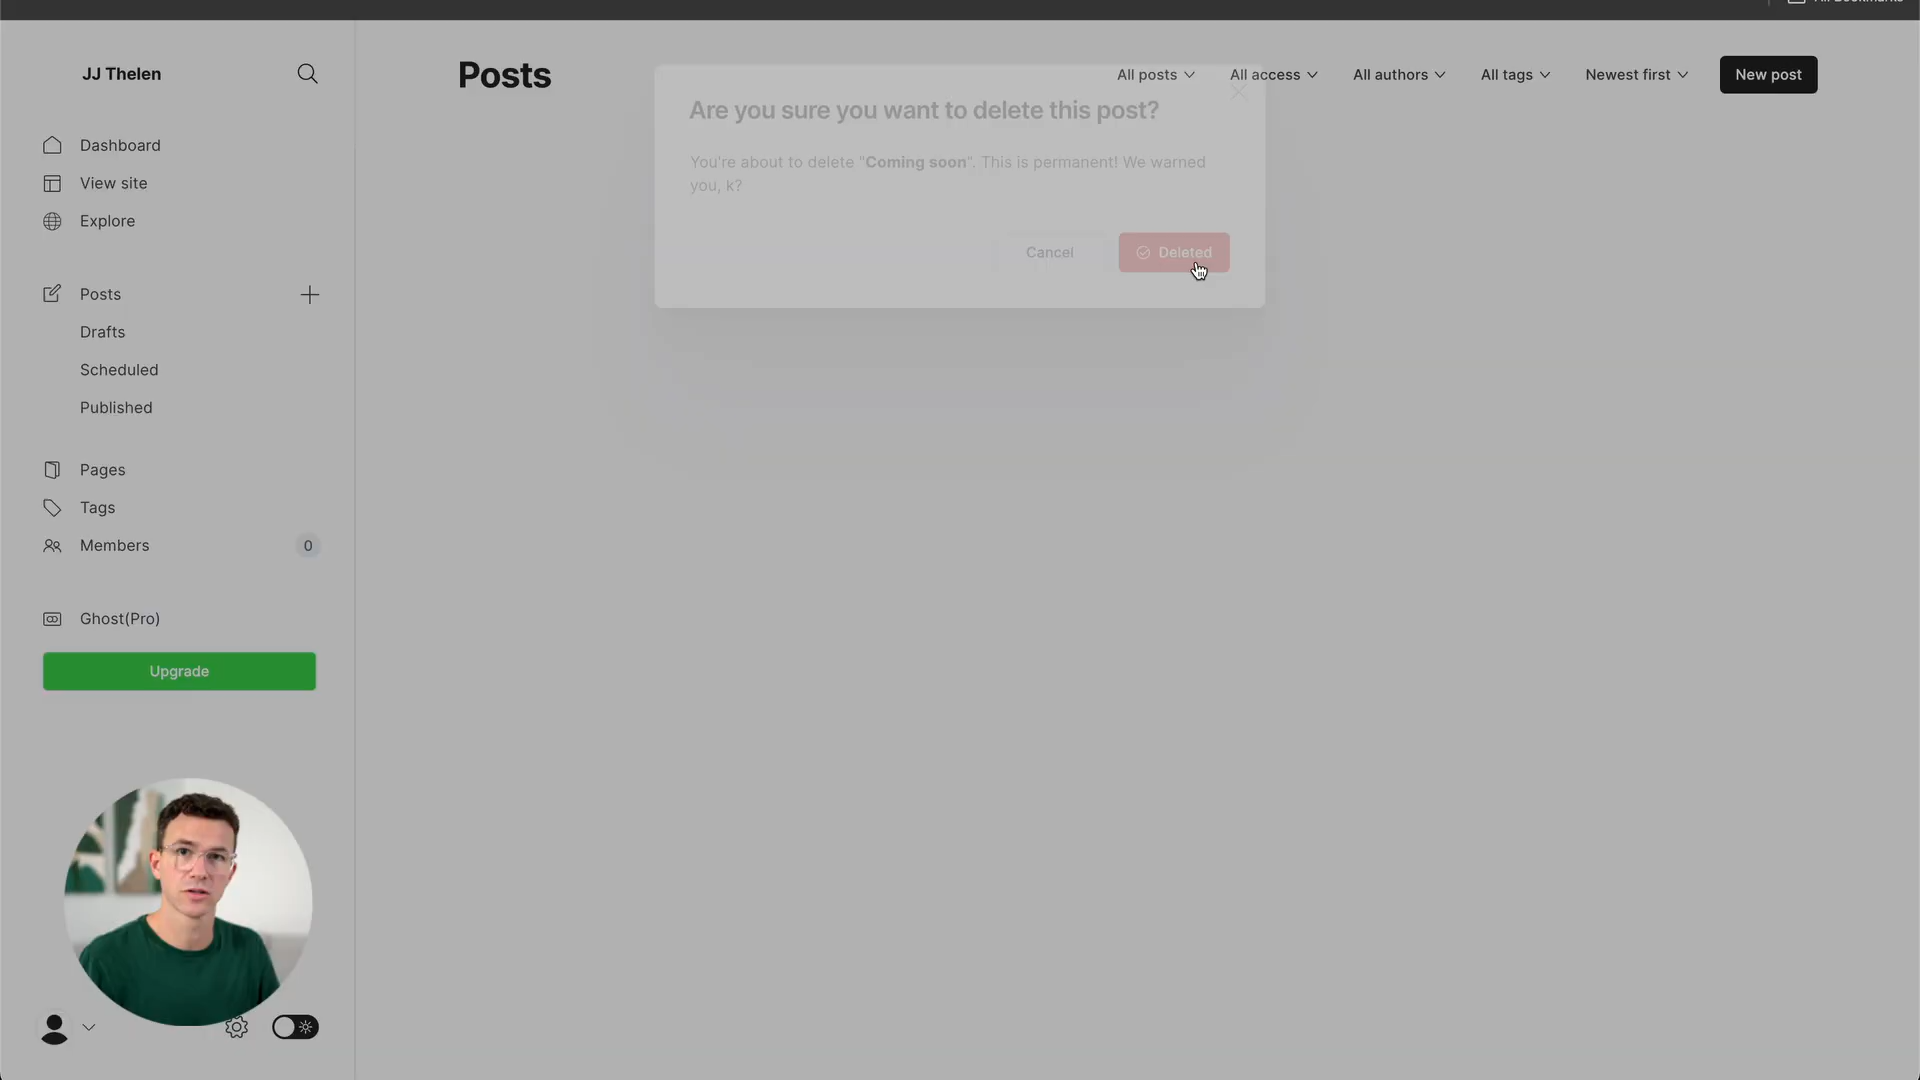 JJ Thelen
Dashboard
View site
Explore
Posts
Drafts
Scheduled
Published
Pages
Tags
Members
0
Ghost(Pro)
Upgrade
Posts
All posts
All access
All authors
All tags
Newest first
New post
Are you sure you want to delete this post?
You're about to delete "Coming soon". This is permanent! We warned
you, k?
Cancel
Deleted